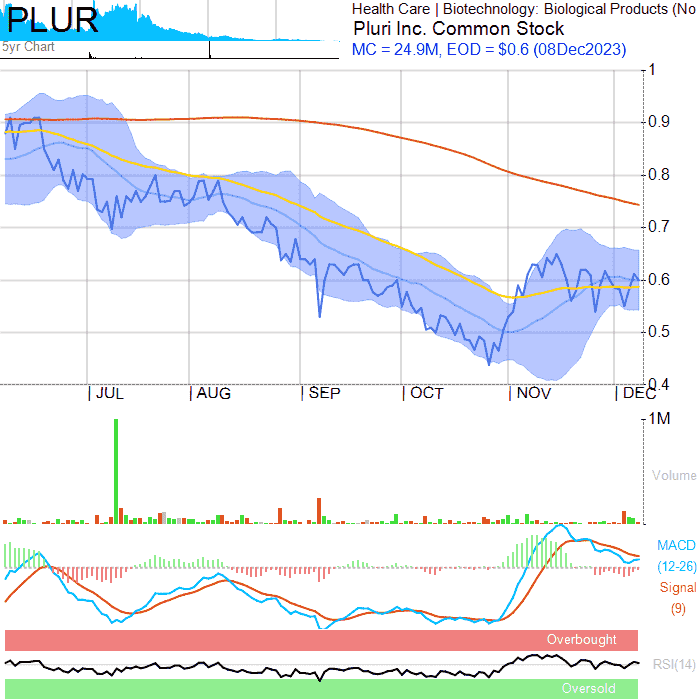 PLUR
5yr Chart
Health Care | Biotechnology: Biological Products (No
Pluri Inc. Common Stock
MC = 24.9M, EOD = $0.6 (08Dec2023)
1
0.9
0.8
0.7
0.6
0.5
0.4
JUL AUG SEP OCT NOV DEC
1M
Volume
MACD
(12-26)
Signal
(9)
Overbought
RSI(14)
Oversold